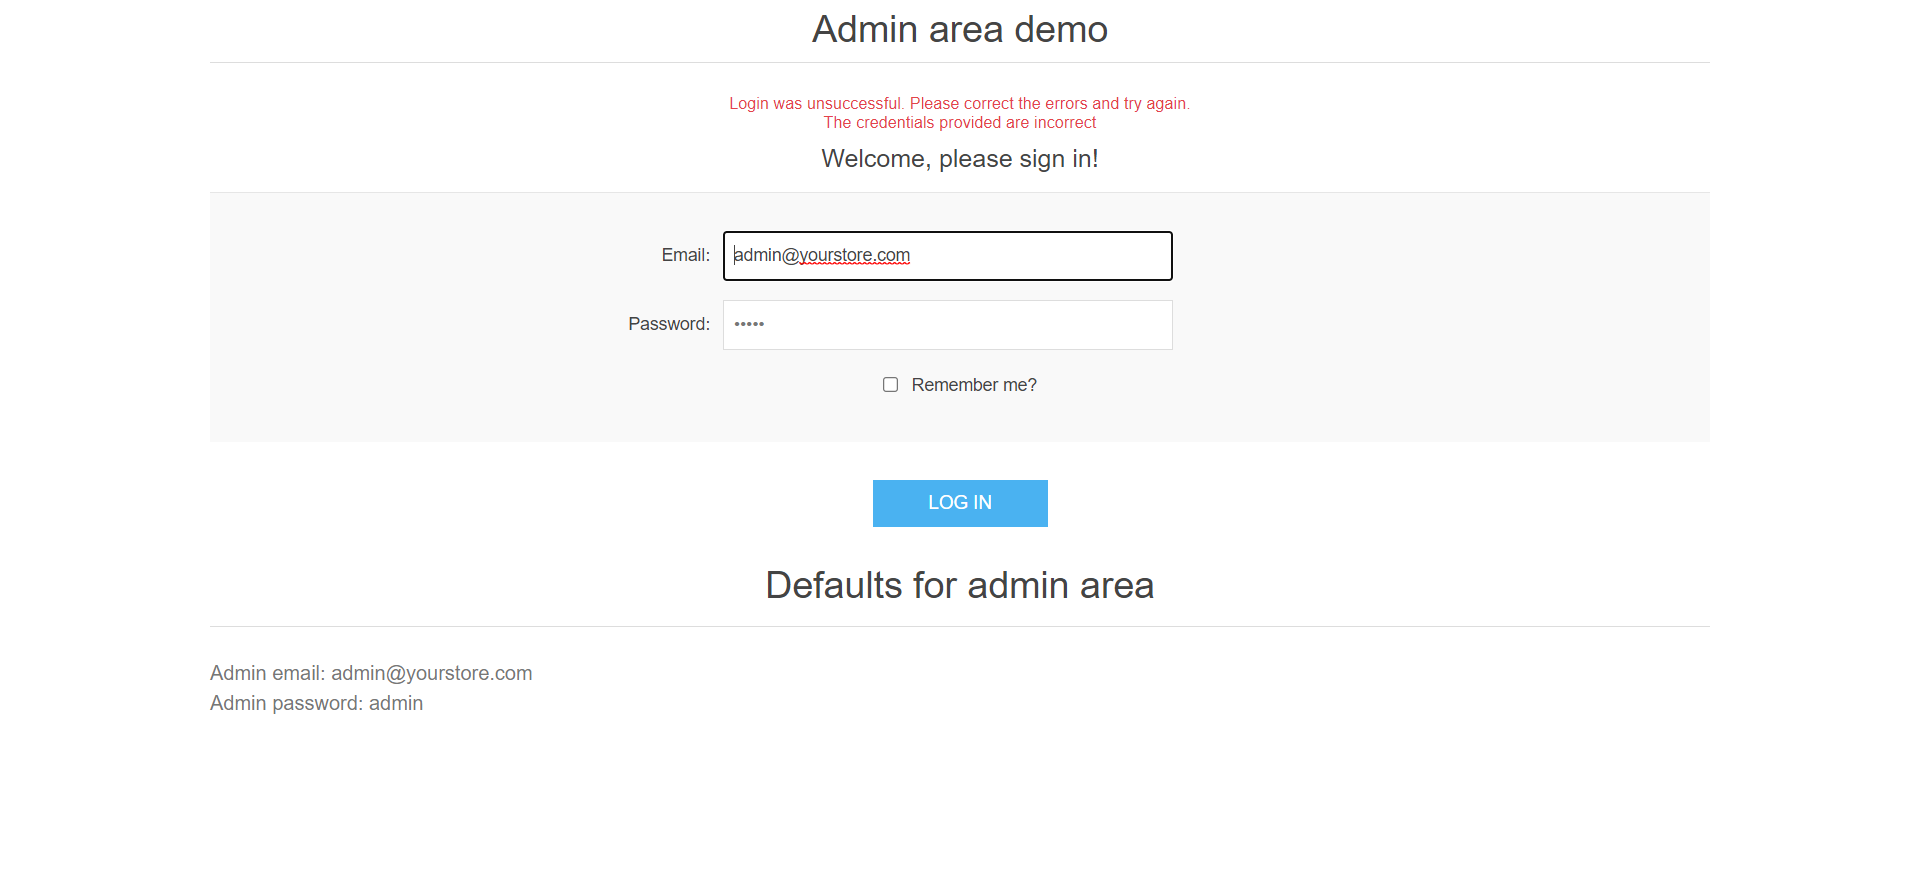 Admin area demo
Login was unsuccessful. Please correct the errors and try again.
The credentials provided are incorrect
Welcome, please sign in!
Email: admin@yourstore.com
Password: •••••
Remember me?
LOG IN
Defaults for admin area
Admin email: admin@yourstore.com
Admin password: admin